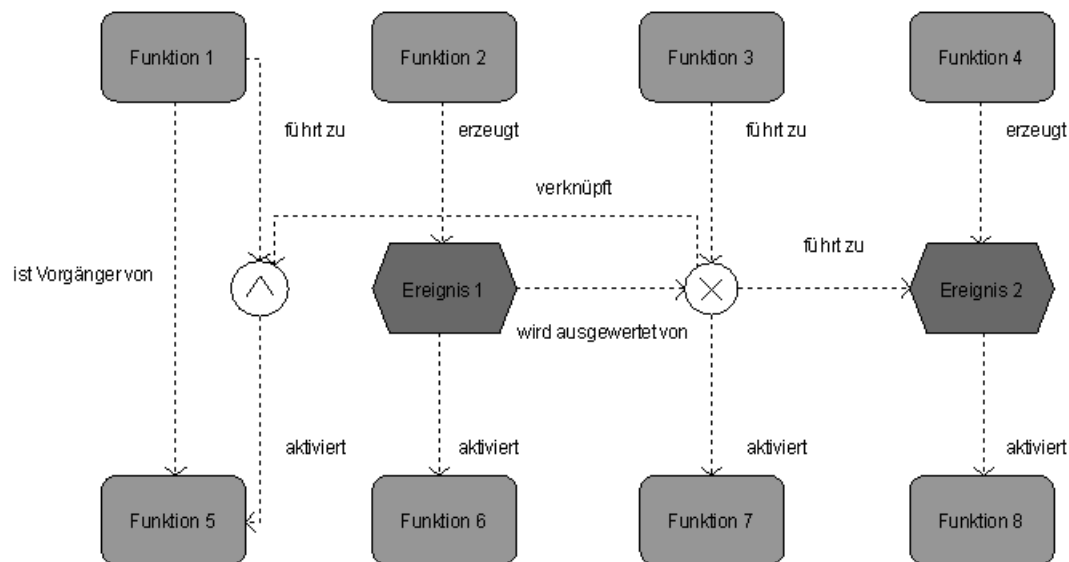 Funktion 1
Funktion 2
Funktion 3
Funktion 4
führt zu
erzeugt
führt zu
erzeugt
verknüpft
führt zu
ist Vorgänger von
Ereignis 1
Ereignis 2
wird ausgewertet von
aktiviert
aktiviert
aktiviert
aktiviert
Funktion 5
Funktion 6
Funktion 7
Funktion 8